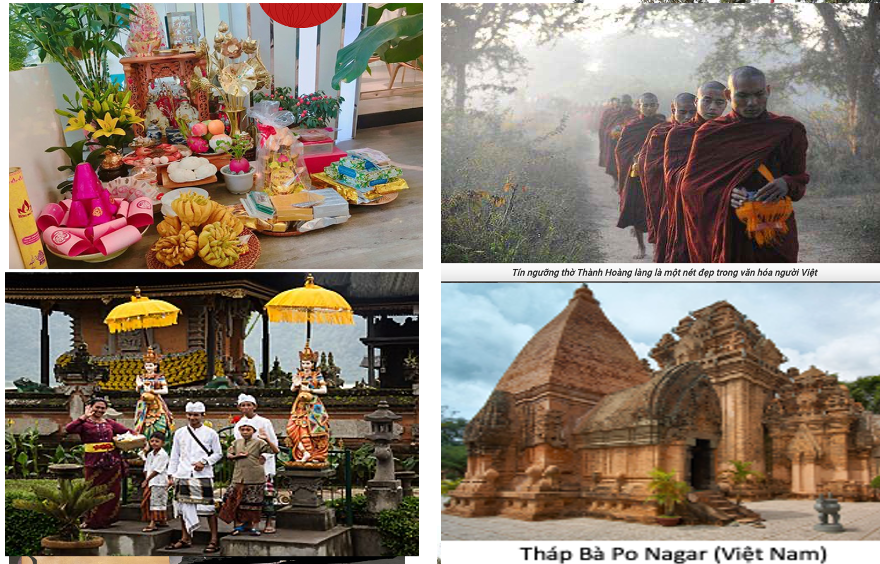 Tín ngưỡng thờ Thành Hoàng làng là một nét đẹp trong văn hóa người Việt
Tháp Bà Po Nagar (Việt Nam)